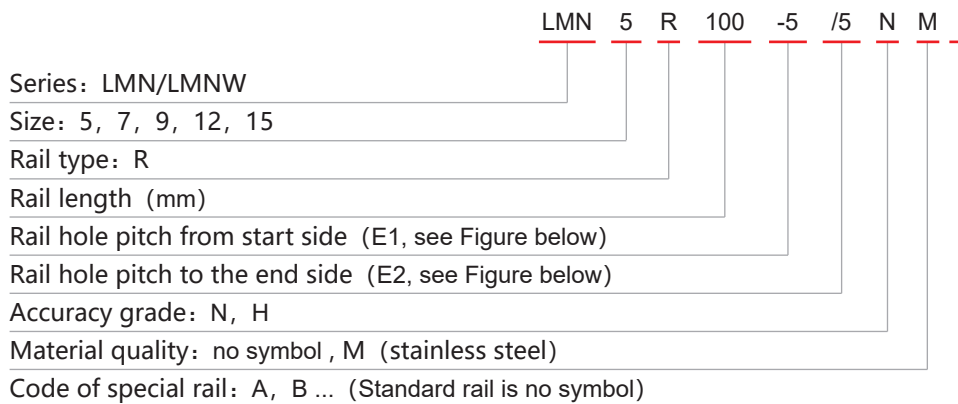 LMN 5 R 100 -5 /5 N M
Series：LMN/LMNW
Size：5，7，9，12，15
Rail type：R
Rail length（mm）
Rail hole pitch from start side（E1, see Figure below）
Rail hole pitch to the end side（E2, see Figure below）
Accuracy grade：N，H
Material quality：no symbol , M（stainless steel）
Code of special rail：A，B ...（Standard rail is no symbol）